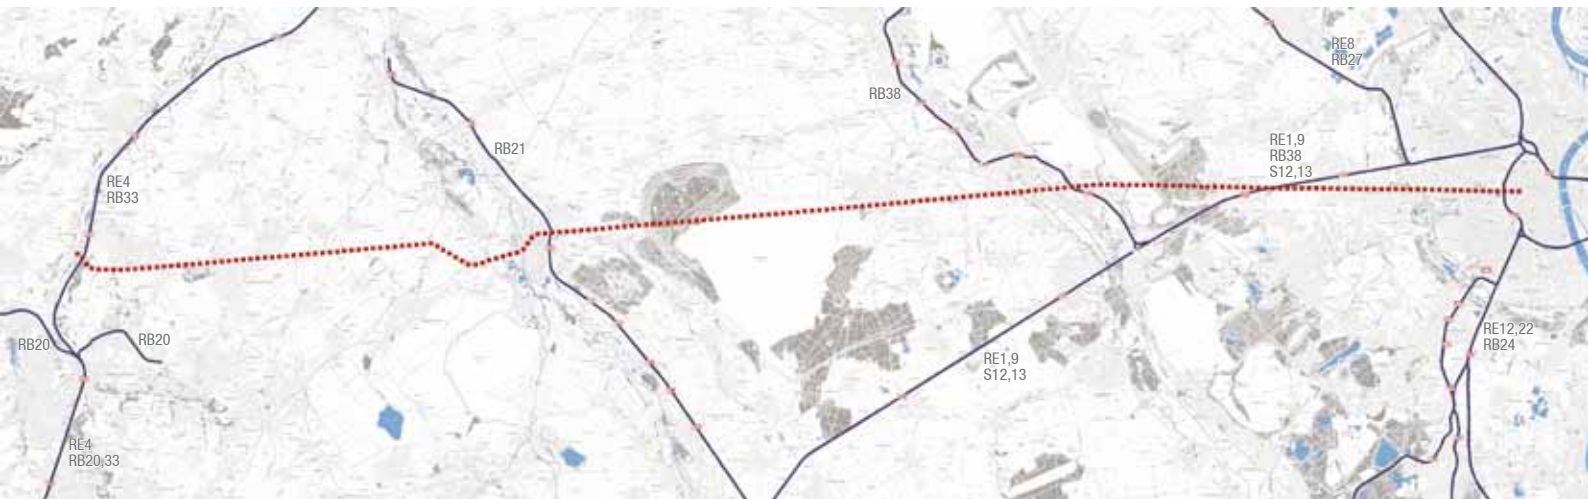 RE8
RB27
RB38
RE1,9
RB38
S12,13
RB21
RE4
RB33
RB20
RB20
RE12,22
RB24
RE1,9
S12,13
RE4
RB20,33